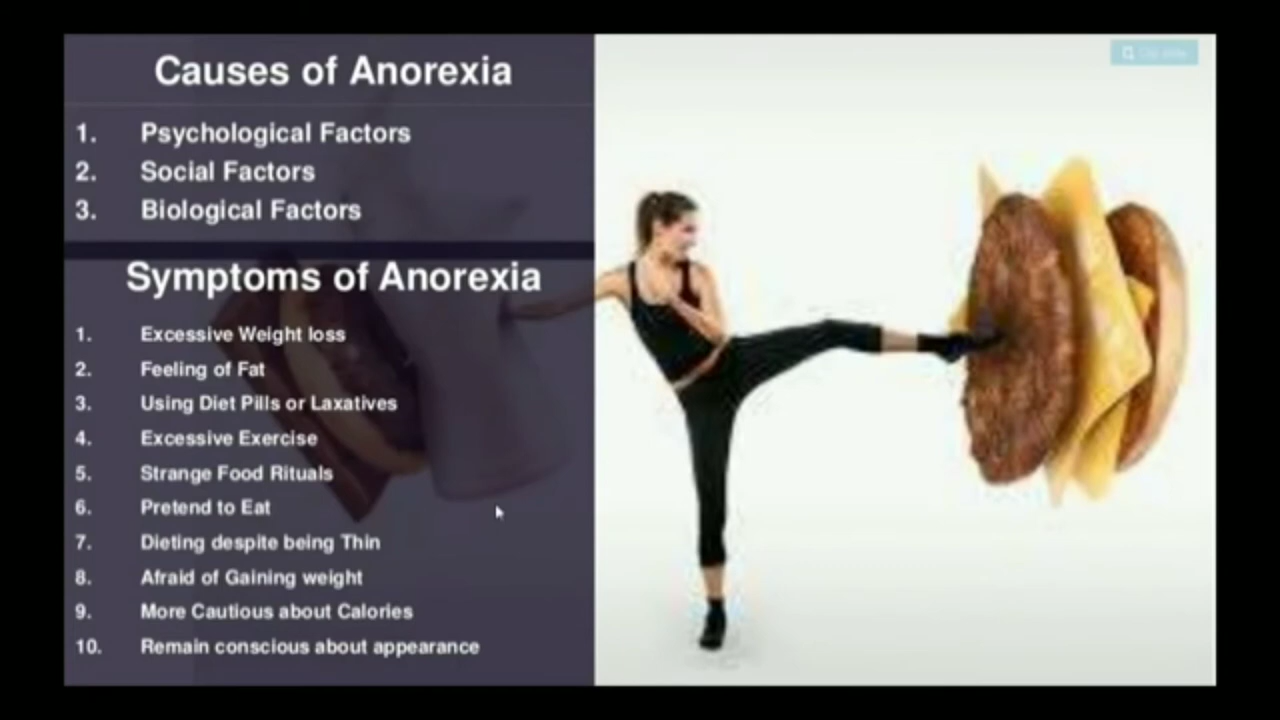 Causes of Anorexia
1. Psychological Factors
2. Social Factors
3. Biological Factors
Symptoms of Anorexia
1. Excessive Weight loss
2. Feeling of Fat
3. Using Diet Pills or Laxatives
4. Excessive Exercise
5. Strange Food Rituals
6. Pretend to Eat
7. Dieting despite being Thin
8. Afraid of Gaining weight
9. More Cautious about Calories
10. Remain conscious about appearance